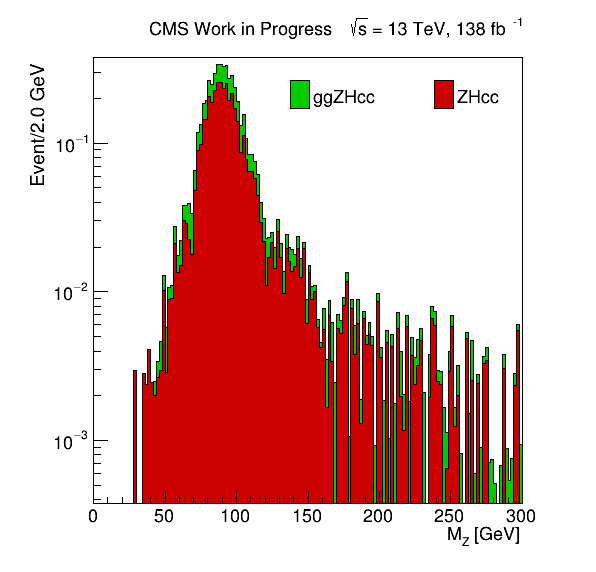 CMS Work in Progress √s = 13 TeV, 138 fb⁻¹
Event/2.0 GeV
ggZHcc ZHcc
10⁻¹
10⁻²
10⁻³
0 50 100 150 200 250 300
M_Z [GeV]